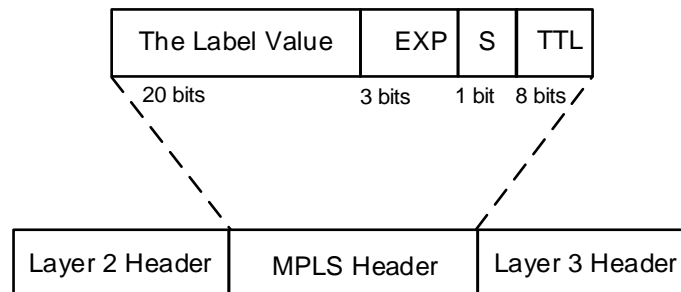 The Label Value EXP S TTL
20 bits 3 bits 1 bit 8 bits
Layer 2 Header MPLS Header Layer 3 Header